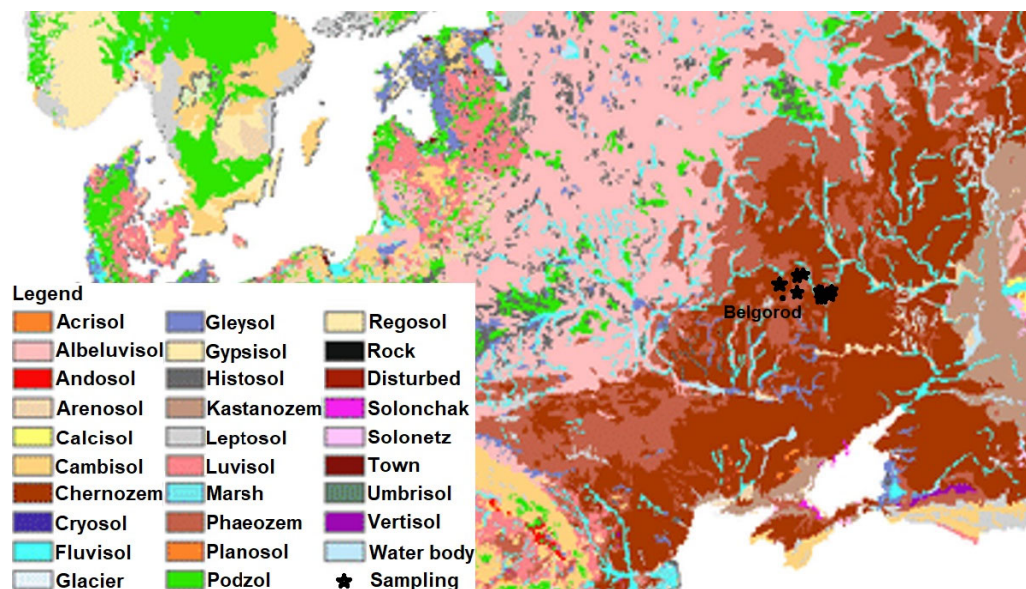 Belgorod
Legend
Acrisol
Albeluvisol
Andosol
Arenosol
Calcisol
Cambisol
Chernozem
Cryosol
Fluvisol
Glacier
Gleysol
Gypsisol
Histosol
Kastanozem
Leptosol
Luvisol
Marsh
Phaeozem
Planosol
Podzol
Regosol
Rock
Disturbed
Solonchak
Solonetz
Town
Umbrisol
Vertisol
Water body
Sampling